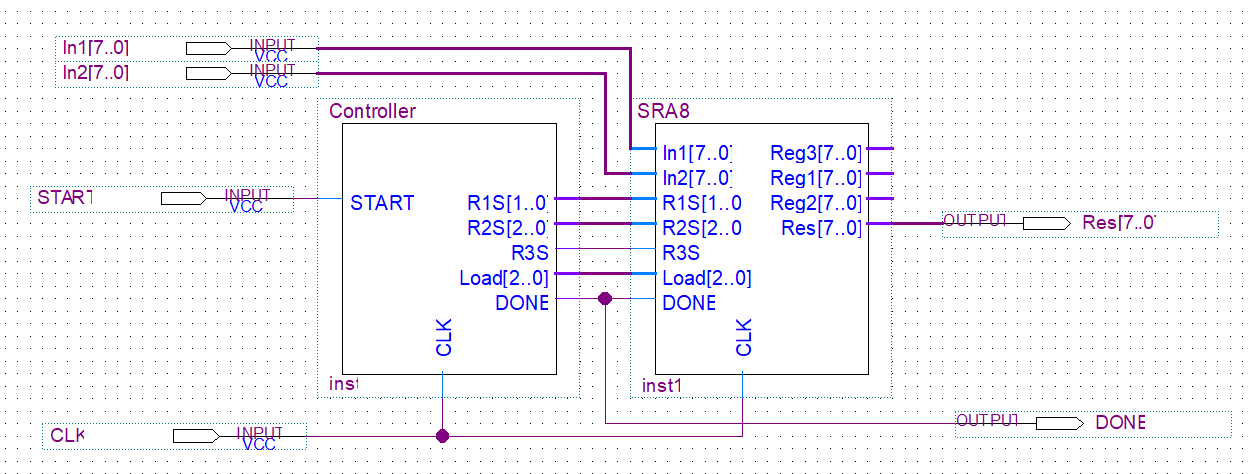 In1[7..0] INPUT VCC
In2[7..0] INPUT VCC
Controller
SRA8
In1[7..0] Reg3[7..0]
In2[7..0] Reg1[7..0]
START INPUT VCC
START R1S[1..0] R1S[1..0 Reg2[7..0]
R2S[2..0] R2S[2..0 Res[7..0] OUTPUT Res[7..0]
R3S R3S
Load[2..0] Load[2..0]
DONE DONE
CLK CLK
inst inst1
CLK INPUT VCC
OUTPUT DONE